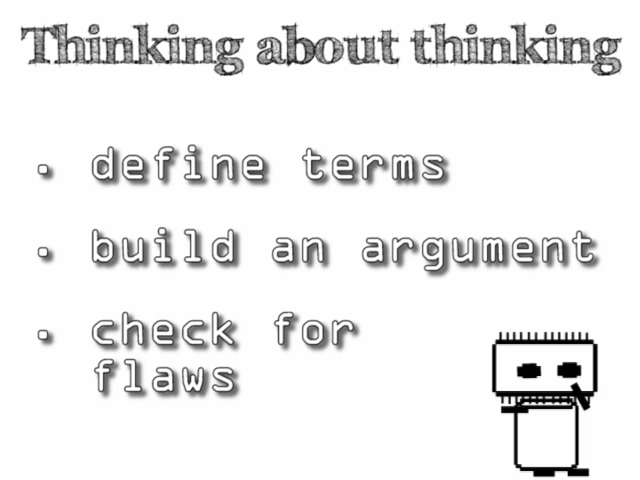 Thinking about thinking
• define terms
• build an argument
• check for
flaws